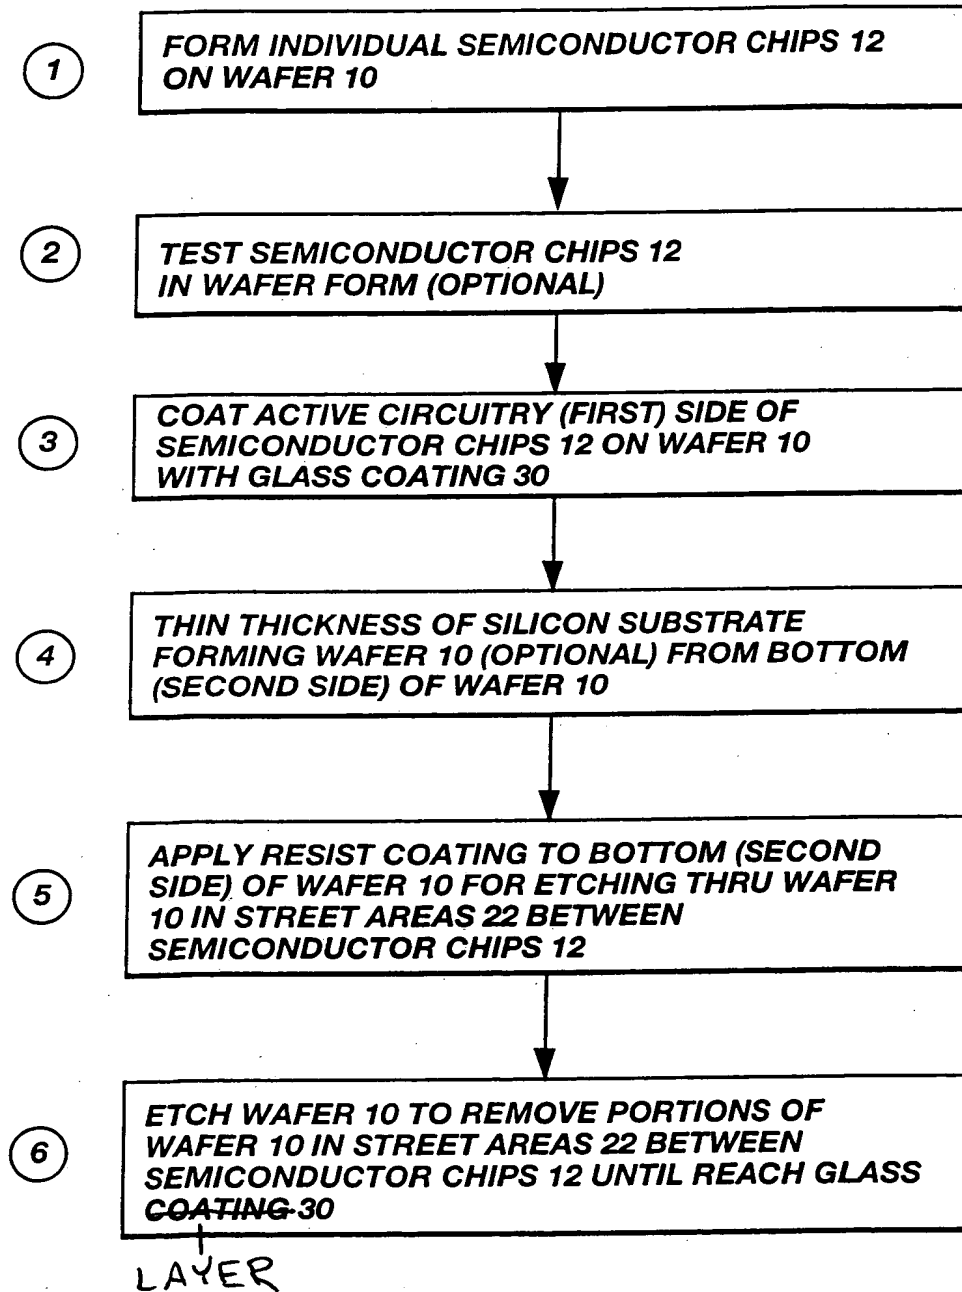 1
FORM INDIVIDUAL SEMICONDUCTOR CHIPS 12
ON WAFER 10
2
TEST SEMICONDUCTOR CHIPS 12
IN WAFER FORM (OPTIONAL)
3
COAT ACTIVE CIRCUITRY (FIRST) SIDE OF
SEMICONDUCTOR CHIPS 12 ON WAFER 10
WITH GLASS COATING 30
4
THIN THICKNESS OF SILICON SUBSTRATE
FORMING WAFER 10 (OPTIONAL) FROM BOTTOM
(SECOND SIDE) OF WAFER 10
5
APPLY RESIST COATING TO BOTTOM (SECOND
SIDE) OF WAFER 10 FOR ETCHING THRU WAFER
10 IN STREET AREAS 22 BETWEEN
SEMICONDUCTOR CHIPS 12
6
ETCH WAFER 10 TO REMOVE PORTIONS OF
WAFER 10 IN STREET AREAS 22 BETWEEN
SEMICONDUCTOR CHIPS 12 UNTIL REACH GLASS
COATING 30
LAYER